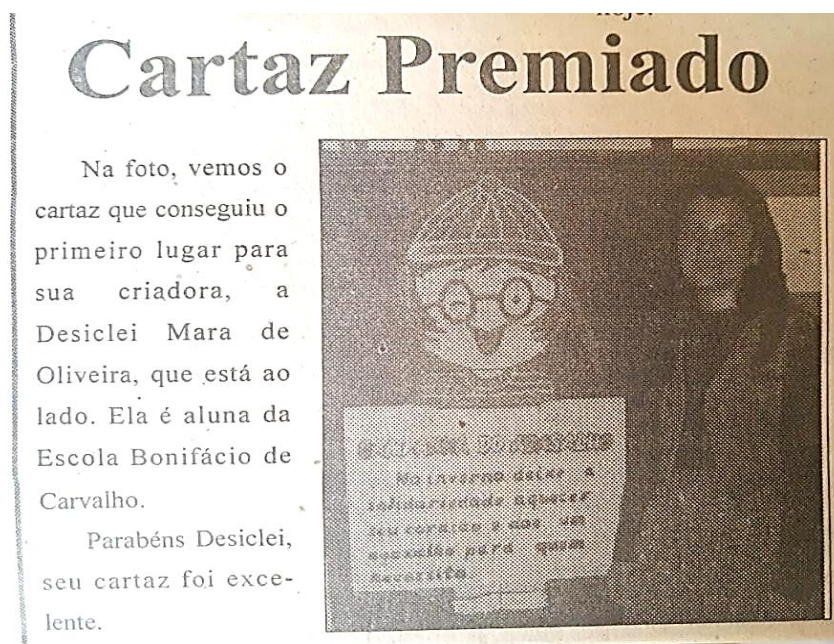 hoje.
Cartaz Premiado
Na foto, vemos o
cartaz que conseguiu o
primeiro lugar para
sua criadora, a
Desiclei Mara de
Oliveira, que está ao
lado. Ela é aluna da
Escola Bonifácio de
Carvalho.
Parabéns Desiclei,
seu cartaz foi exce-
lente.
No inverno deixe a
solidariedade aquecer
seu coração e um
para quem
necessita.